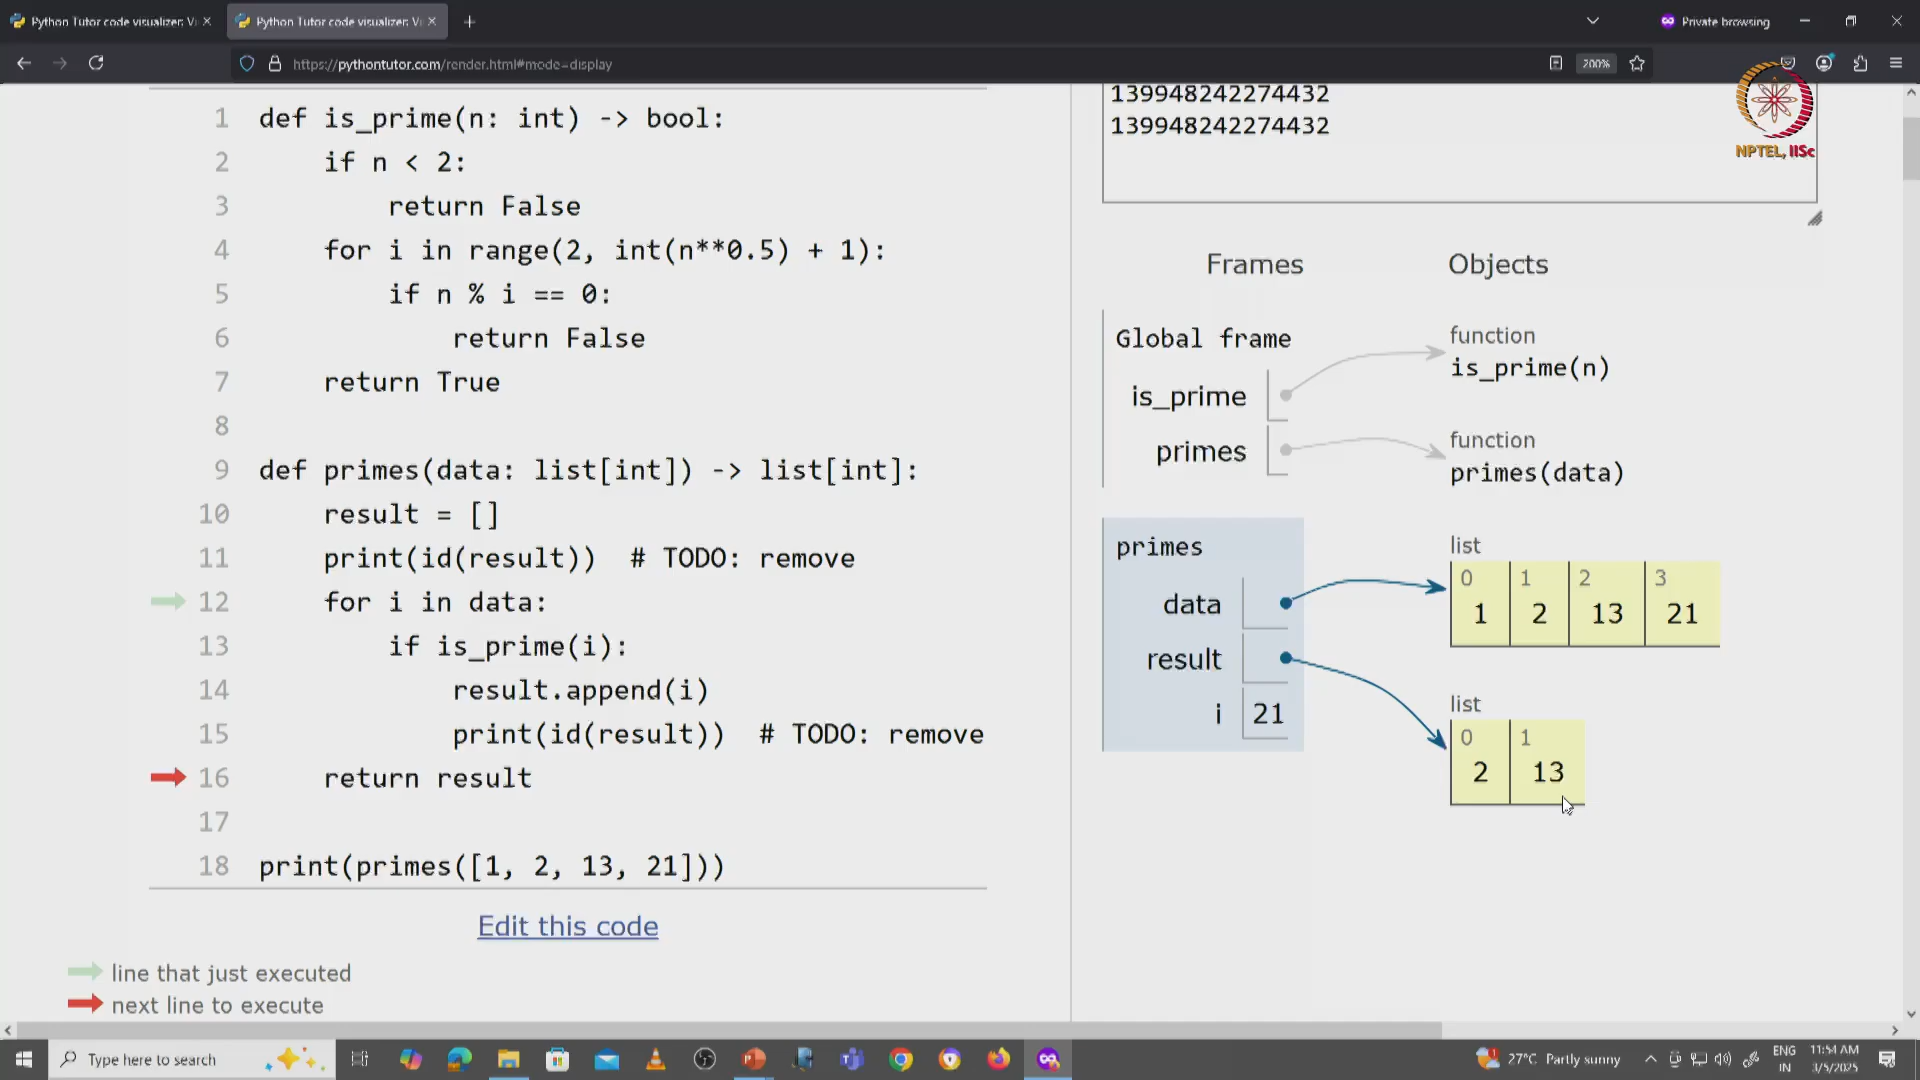 Python Tutor code visualizer: Vi
Python Tutor code visualizer: Vi
Private browsing
https://pythontutor.com/render.html#mode=display
200%
NPTEL, IISc
1 def is_prime(n: int) -> bool:
2 if n < 2:
3 return False
4 for i in range(2, int(n**0.5) + 1):
5 if n % i == 0:
6 return False
7 return True
8
9 def primes(data: list[int]) -> list[int]:
10 result = []
11 print(id(result)) # TODO: remove
12 for i in data:
13 if is_prime(i):
14 result.append(i)
15 print(id(result)) # TODO: remove
16 return result
17
18 print(primes([1, 2, 13, 21]))
Edit this code
line that just executed
next line to execute
139948242274432
139948242274432
Frames Objects
Global frame
is_prime
primes
function
is_prime(n)
function
primes(data)
primes
data
result
i 21
list
0 1 2 3
1 2 13 21
list
0 1
2 13
Type here to search
27°C Partly sunny
ENG
IN
11:54 AM
3/5/2025